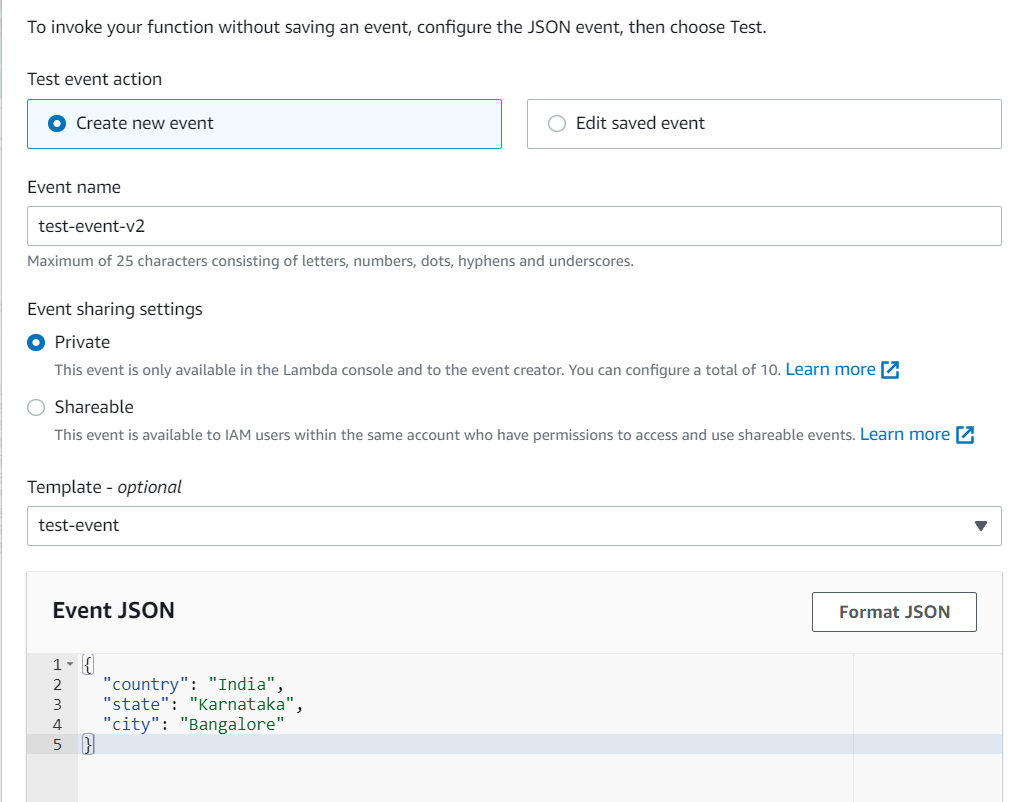 To invoke your function without saving an event, configure the JSON event, then choose Test.
Test event action
Create new event
Edit saved event
Event name
test-event-v2
Maximum of 25 characters consisting of letters, numbers, dots, hyphens and underscores.
Event sharing settings
Private
This event is only available in the Lambda console and to the event creator. You can configure a total of 10. Learn more
Shareable
This event is available to IAM users within the same account who have permissions to access and use shareable events. Learn more
Template - optional
test-event
Event JSON
Format JSON
1 {
2 "country": "India",
3 "state": "Karnataka",
4 "city": "Bangalore"
5 }